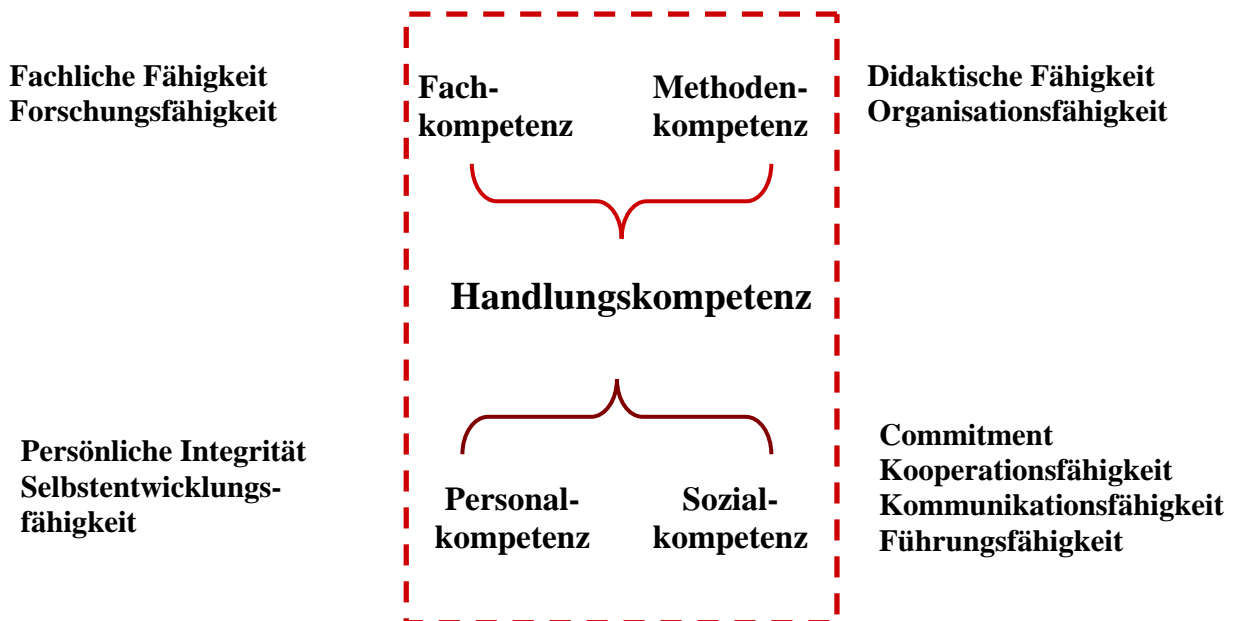 Fachliche Fähigkeit
Forschungsfähigkeit
Fach-
kompetenz
Methoden-
kompetenz
Didaktische Fähigkeit
Organisationsfähigkeit
Handlungskompetenz
Persönliche Integrität
Selbstentwicklungs-
fähigkeit
Personal-
kompetenz
Sozial-
kompetenz
Commitment
Kooperationsfähigkeit
Kommunikationsfähigkeit
Führungsfähigkeit